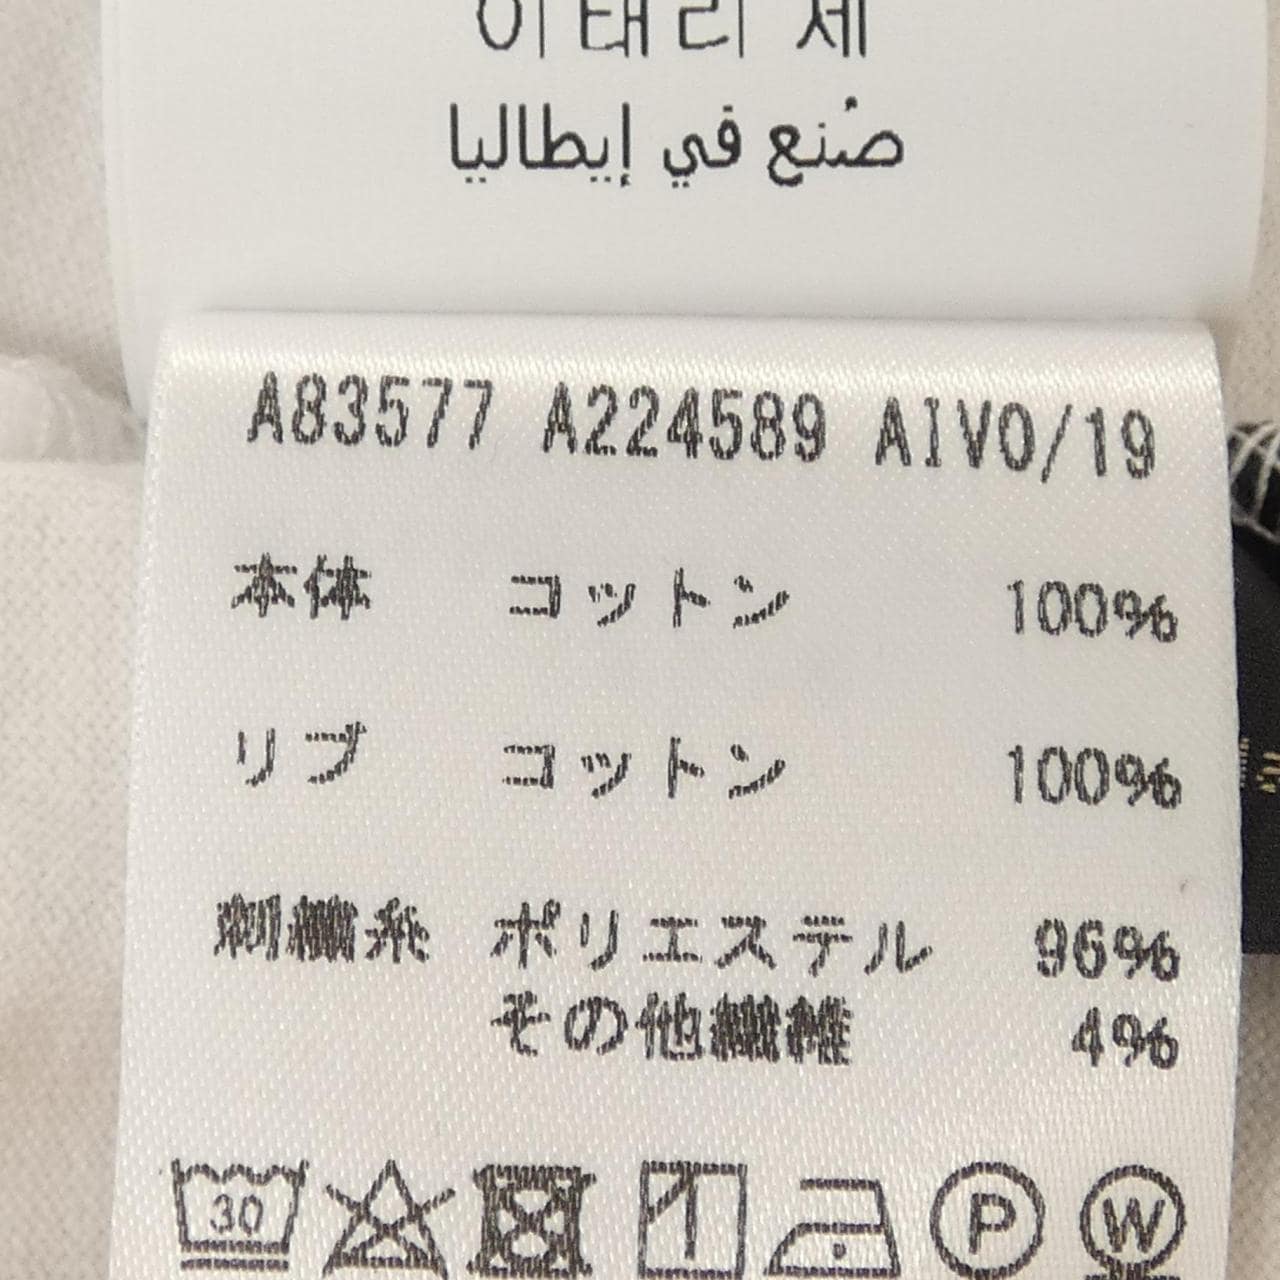 이태리 제
صُنع في إيطاليا
A83577 A224589 AIVO/19
本体 コットン 100%
リブ コットン 100%
刺繍糸 ポリエステル 96%
その他繊維 4%
30 P W